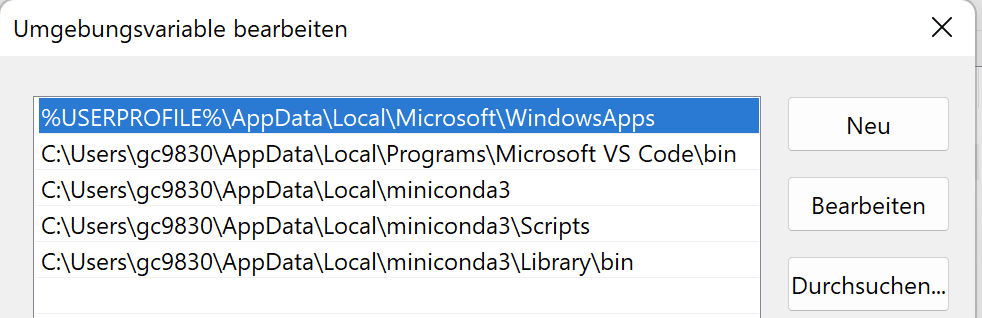 Umgebungsvariable bearbeiten
%USERPROFILE%\AppData\Local\Microsoft\WindowsApps
C:\Users\gc9830\AppData\Local\Programs\Microsoft VS Code\bin
C:\Users\gc9830\AppData\Local\miniconda3
C:\Users\gc9830\AppData\Local\miniconda3\Scripts
C:\Users\gc9830\AppData\Local\miniconda3\Library\bin
Neu
Bearbeiten
Durchsuchen...